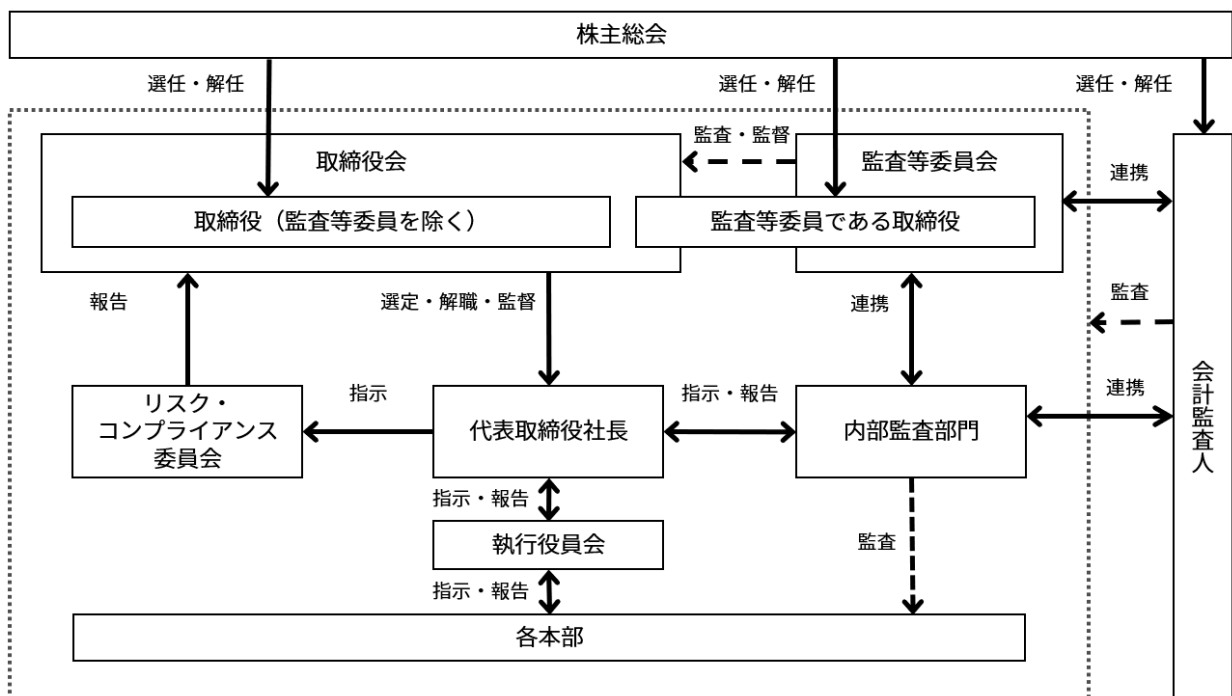 株主総会
選任・解任
選任・解任
選任・解任
取締役会
監査・監督
監査等委員会
連携
取締役（監査等委員を除く）
監査等委員である取締役
報告
選定・解職・監督
連携
監査
リスク・
コンプライアンス
委員会
指示
代表取締役社長
指示・報告
内部監査部門
連携
会計監査人
指示・報告
執行役員会
監査
指示・報告
各本部